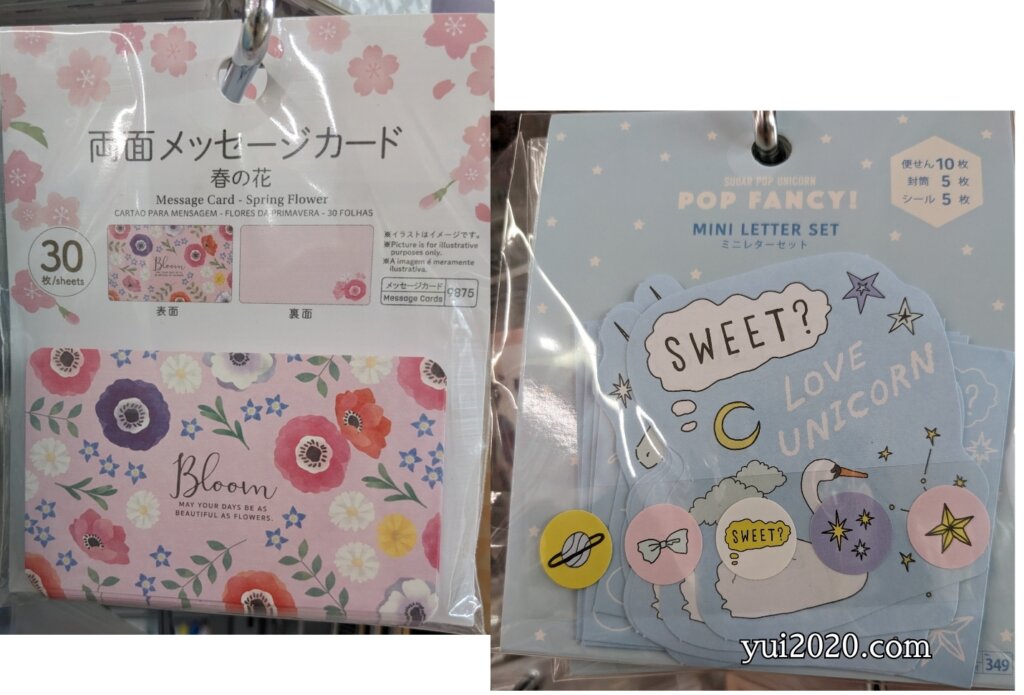 両面メッセージカード
春の花
Message Card - Spring Flower
CARTÃO PARA MENSAGEM - FLORES DA PRIMAVERA - 30 FOLHAS
30
枚/sheets
Bloom
※イラストはイメージです。
※Picture is for illustrative
purposes only.
※A imagem é meramente
ilustrativa.
メッセージカード
Message Cards
9875
表面
裏面
Bloom
MAY YOUR DAYS BE AS
BEAUTIFUL AS FLOWERS.
SUGAR POP UNICORN
POP FANCY!
MINI LETTER SET
ミニレターセット
便せん10枚
封筒 5枚
シール 5枚
SWEET?
LOVE
UNICORN
SWEET?
349
yui2020.com